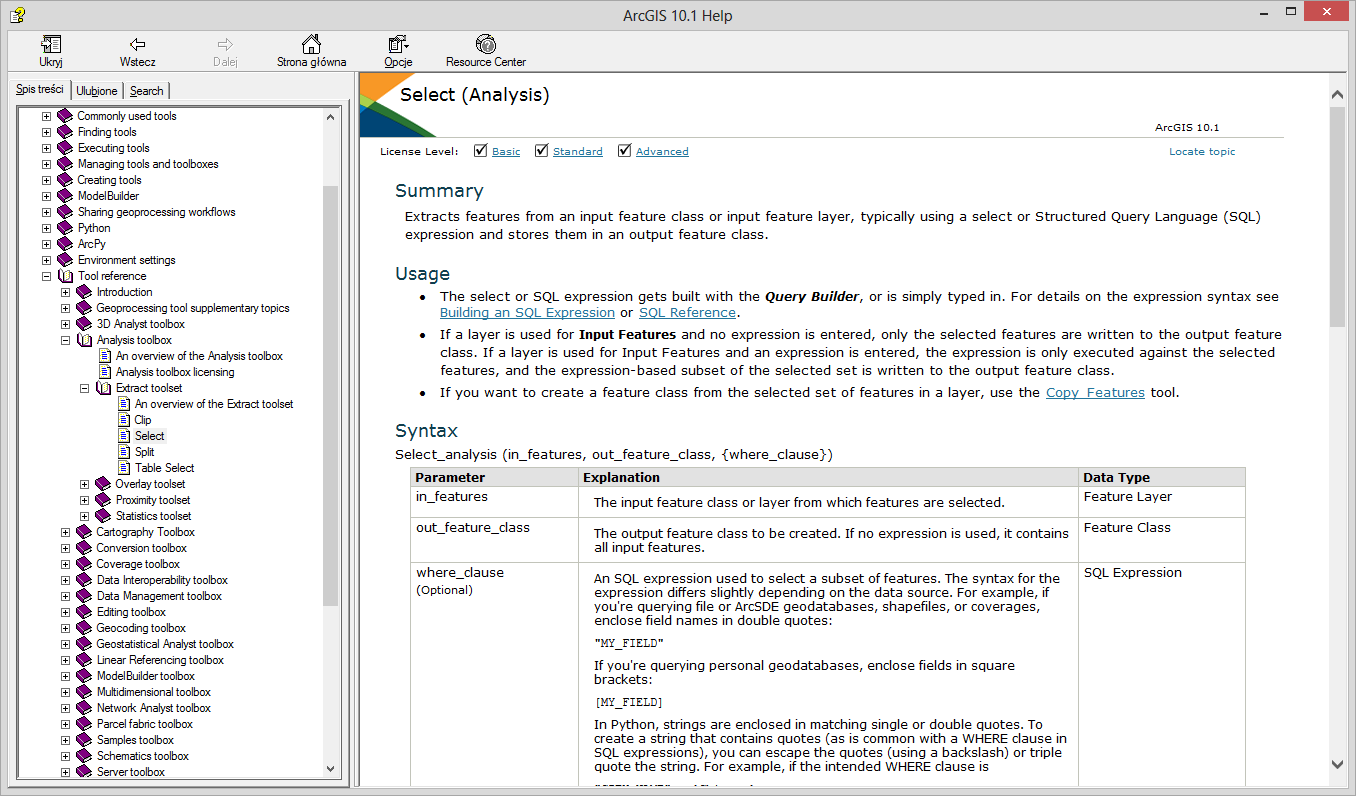 ArcGIS 10.1 Help
Ukryj
Wstecz
Dalej
Strona główna
Opcje
Resource Center
Spis treści
Ulubione
Search
Commonly used tools
Finding tools
Executing tools
Managing tools and toolboxes
Creating tools
ModelBuilder
Sharing geoprocessing workflows
Python
ArcPy
Environment settings
Tool reference
Introduction
Geoprocessing tool supplementary topics
3D Analyst toolbox
Analysis toolbox
An overview of the Analysis toolbox
Analysis toolbox licensing
Extract toolset
An overview of the Extract toolset
Clip
Select
Split
Table Select
Overlay toolset
Proximity toolset
Statistics toolset
Cartography Toolbox
Conversion toolbox
Coverage toolbox
Data Interoperability toolbox
Data Management toolbox
Editing toolbox
Geocoding toolbox
Geostatistical Analyst toolbox
Linear Referencing toolbox
ModelBuilder toolbox
Multidimensional toolbox
Network Analyst toolbox
Parcel fabric toolbox
Samples toolbox
Schematics toolbox
Server toolbox
Select (Analysis)
ArcGIS 10.1
License Level: Basic Standard Advanced
Locate topic
Summary
Extracts features from an input feature class or input feature layer, typically using a select or Structured Query Language (SQL)
expression and stores them in an output feature class.
Usage
• The select or SQL expression gets built with the Query Builder, or is simply typed in. For details on the expression syntax see
Building an SQL Expression or SQL Reference.
• If a layer is used for Input Features and no expression is entered, only the selected features are written to the output feature
class. If a layer is used for Input Features and an expression is entered, the expression is only executed against the selected
features, and the expression-based subset of the selected set is written to the output feature class.
• If you want to create a feature class from the selected set of features in a layer, use the Copy Features tool.
Syntax
Select_analysis (in_features, out_feature_class, {where_clause})
Parameter Explanation Data Type
in_features
The input feature class or layer from which features are selected.
Feature Layer
out_feature_class
The output feature class to be created. If no expression is used, it contains
all input features.
Feature Class
where_clause
(Optional)
An SQL expression used to select a subset of features. The syntax for the
expression differs slightly depending on the data source. For example, if
you're querying file or ArcSDE geodatabases, shapefiles, or coverages,
enclose field names in double quotes:
"MY_FIELD"
If you're querying personal geodatabases, enclose fields in square
brackets:
[MY_FIELD]
In Python, strings are enclosed in matching single or double quotes. To
create a string that contains quotes (as is common with a WHERE clause in
SQL expressions), you can escape the quotes (using a backslash) or triple
quote the string. For example, if the intended WHERE clause is
SQL Expression